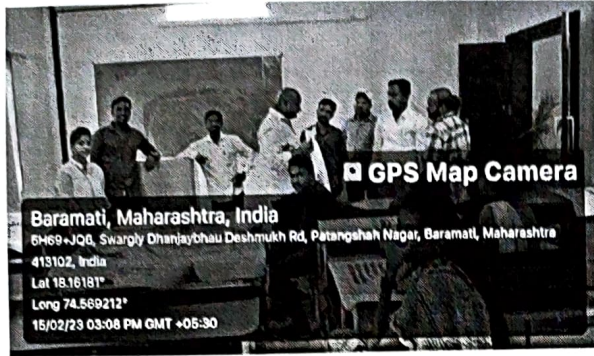 GPS Map Camera
Baramati, Maharashtra, India
6H69+JQ6, Swargiy Dhanjaybhau Deshmukh Rd, Patangshah Nagar, Baramati, Maharashtra
413102, India
Lat 18.16181°
Long 74.569212°
15/02/23 03:08 PM GMT +05:30